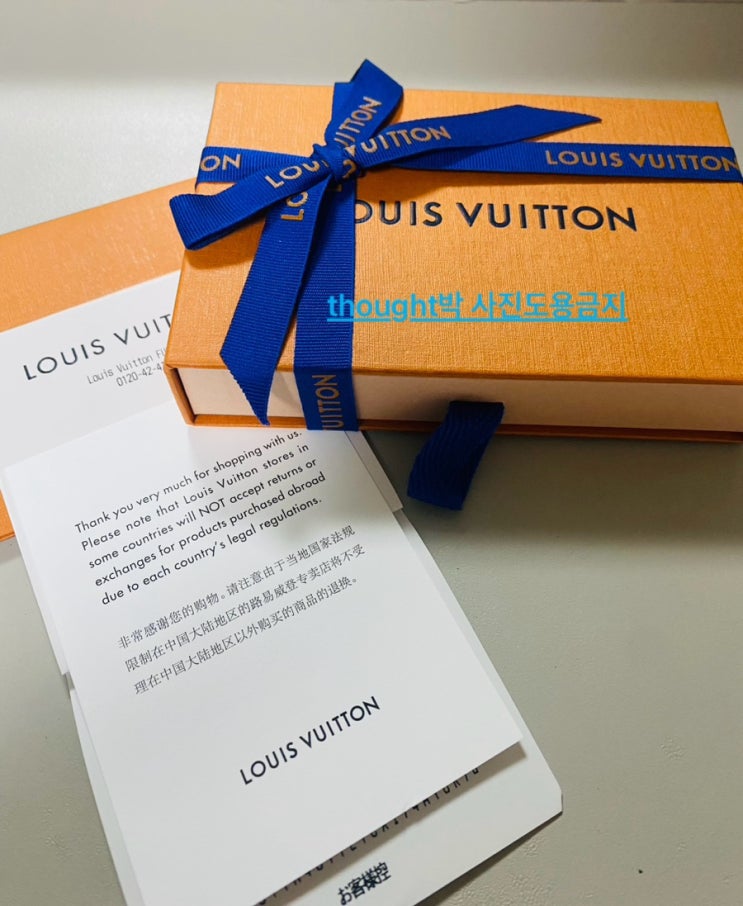 LOUIS VUITTON
LOUIS VUITTON
VUITTON
LOUIS VUITTON
thought박 사진도용금지
LOUIS VUIT
Louis Vuitton
0120-42-4
VUITTON
Thank you very much for shopping with us.
Please note that Louis Vuitton stores in
some countries will NOT accept returns or
exchanges for products purchased abroad
due to each country's legal regulations.
非常感谢您的购物。请注意由于当地国家法规
限制在中国大陆地区的路易威登专卖店将不受
理在中国大陆地区以外购买的商品的退换。
LOUIS VUITTON
お客様控